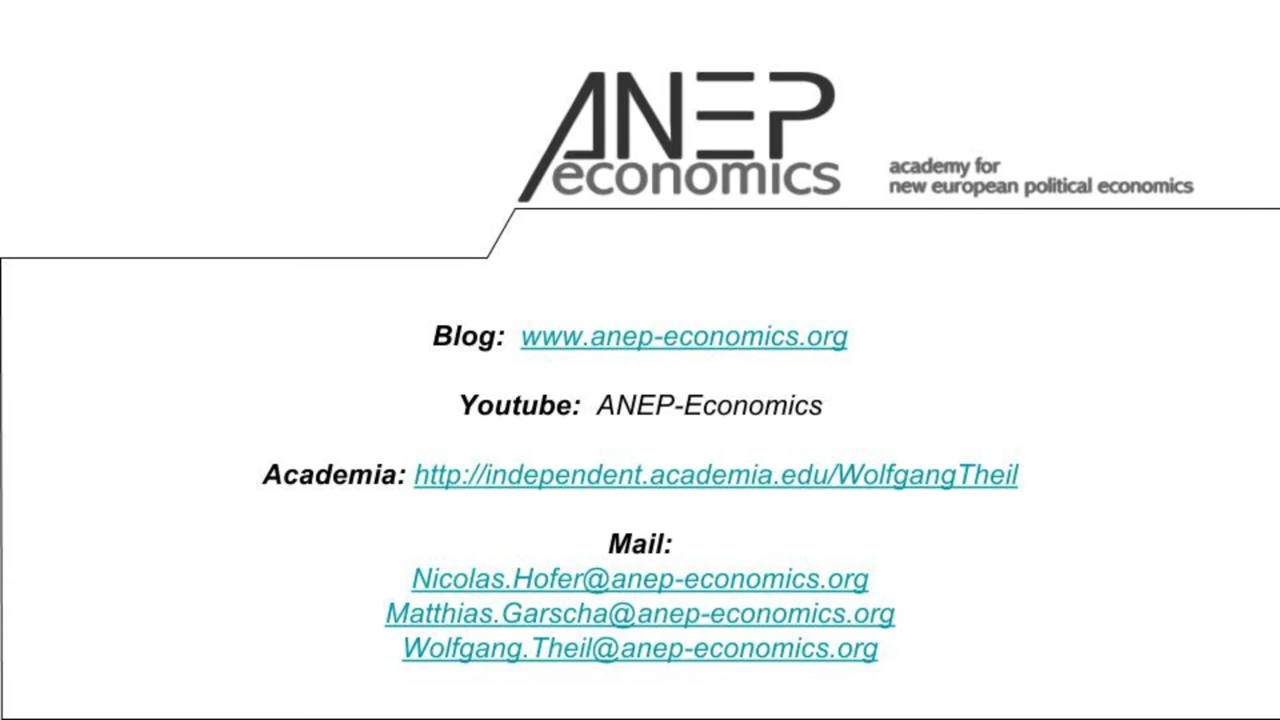 ANEP
economics
academy for
new european political economics
Blog: www.anep-economics.org
Youtube: ANEP-Economics
Academia: http://independent.academia.edu/WolfgangTheil
Mail:
Nicolas.Hofer@anep-economics.org
Matthias.Garscha@anep-economics.org
Wolfgang.Theil@anep-economics.org